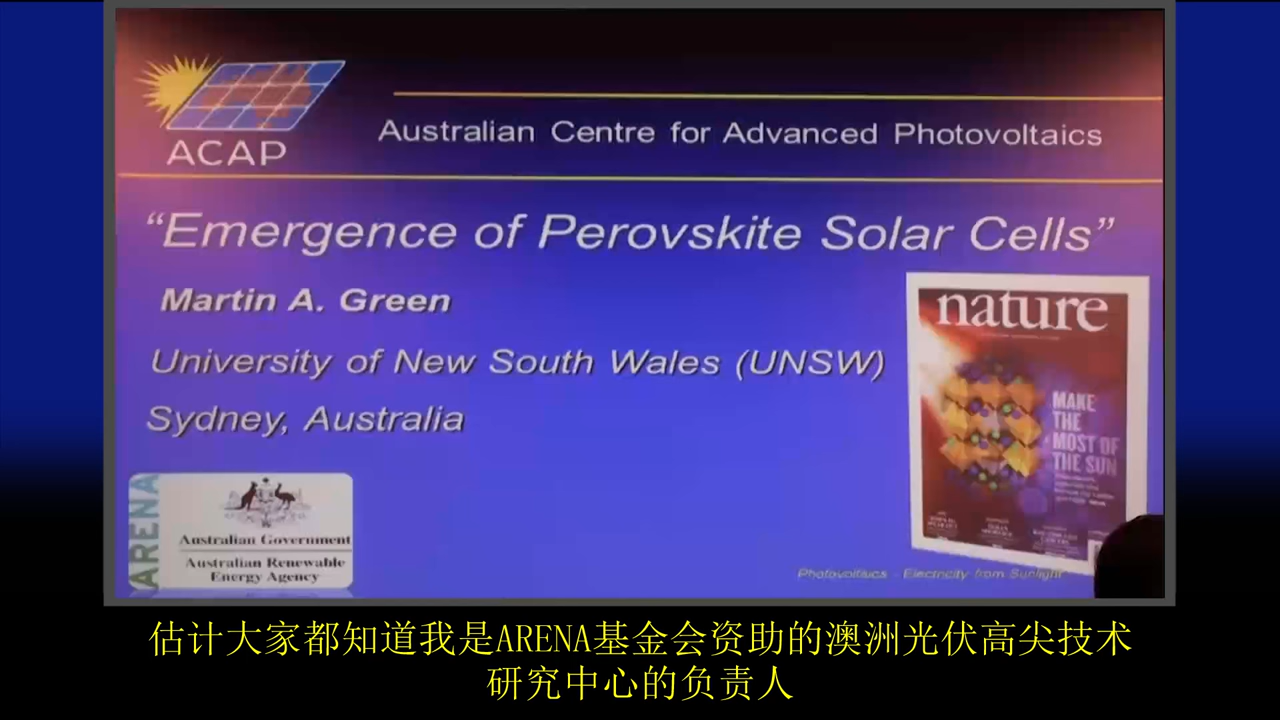 ACAP
Australian Centre for Advanced Photovoltaics
“Emergence of Perovskite Solar Cells”
Martin A. Green
University of New South Wales (UNSW)
Sydney, Australia
nature
MAKE
THE
MOST OF
THE SUN
ARENA
Australian Government
Australian Renewable
Energy Agency
Photovoltaics - Electricity from Sunlight
估计大家都知道我是ARENA基金会资助的澳洲光伏高尖技术
研究中心的负责人